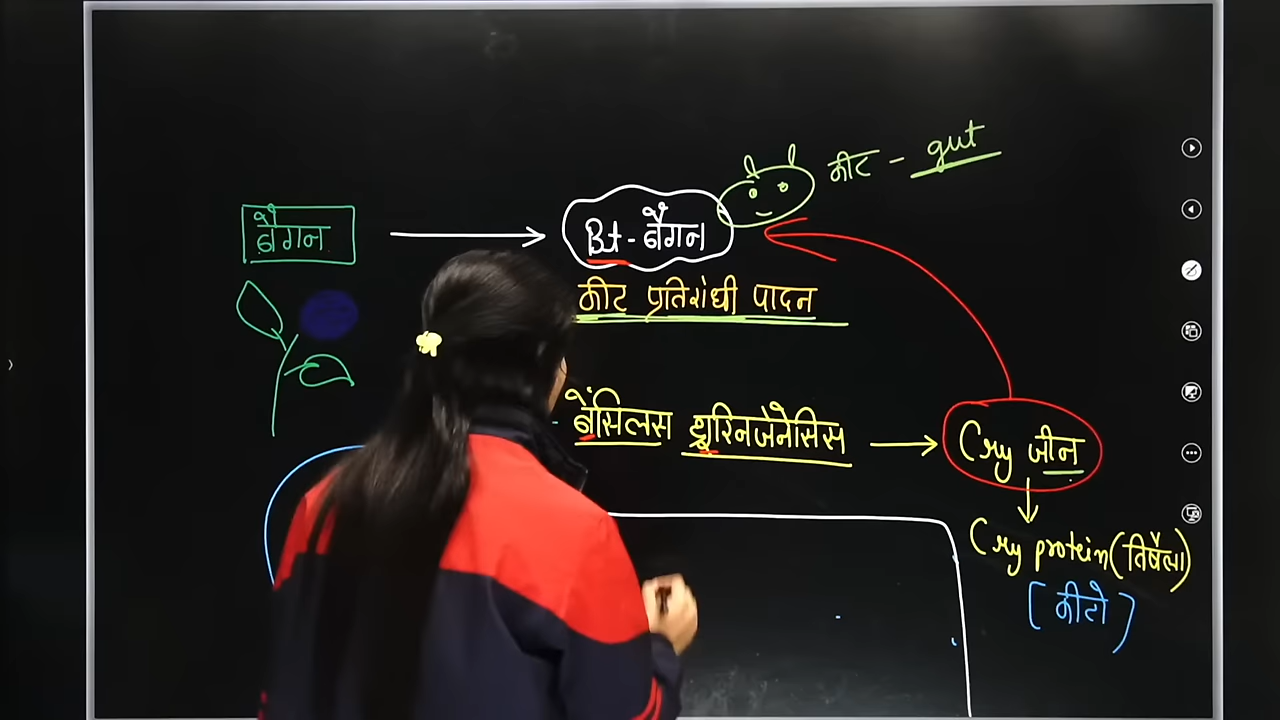 कीट - gut
बैंगन
Bt - बैंगन
कीट प्रतिरोधी पादन
बेंसिलस थूरिनजेनेसिस
Cry जीन
Cry protein (विषैला)
[कीटो]